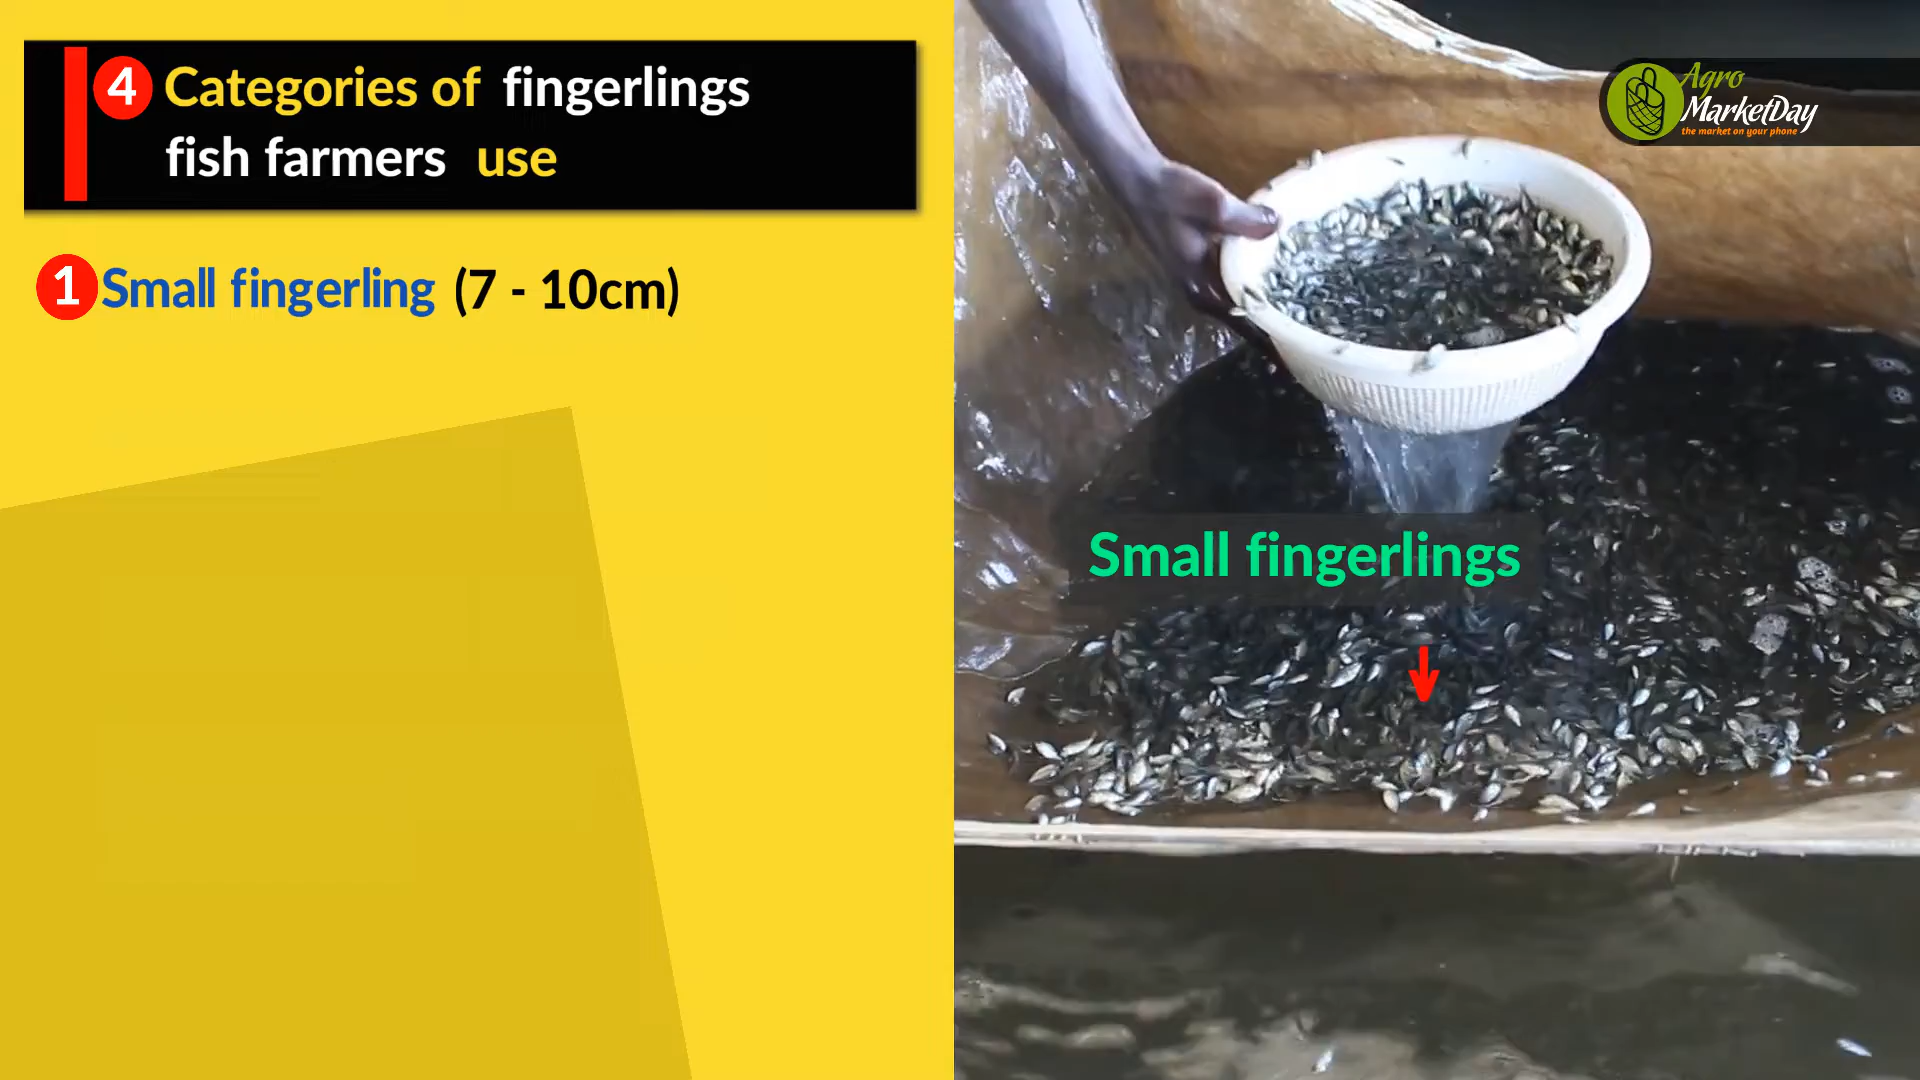 4 Categories of fingerlings
fish farmers use
1 Small fingerling (7 - 10cm)
Agro
MarketDay
the market on your phone
Small fingerlings